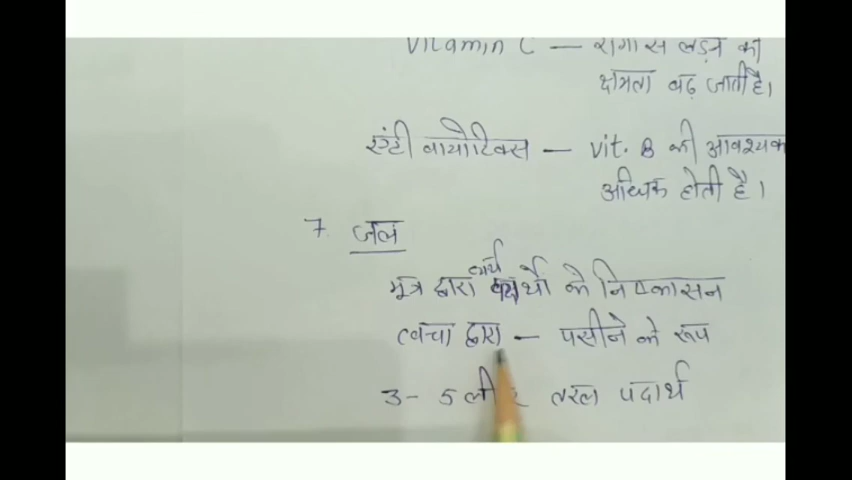 Vitamin C — रोगो से लड़ने की
क्षमता बढ़ जाती है।
एंटी बायोटिक्स — Vit. B की आवश्यक
अधिक होती है।
7. जल
व्यर्थ
मूत्र द्वारा पदार्थो के निष्कासन
त्वचा द्वारा — पसीने के रूप
3- 5 ली तरल पदार्थ